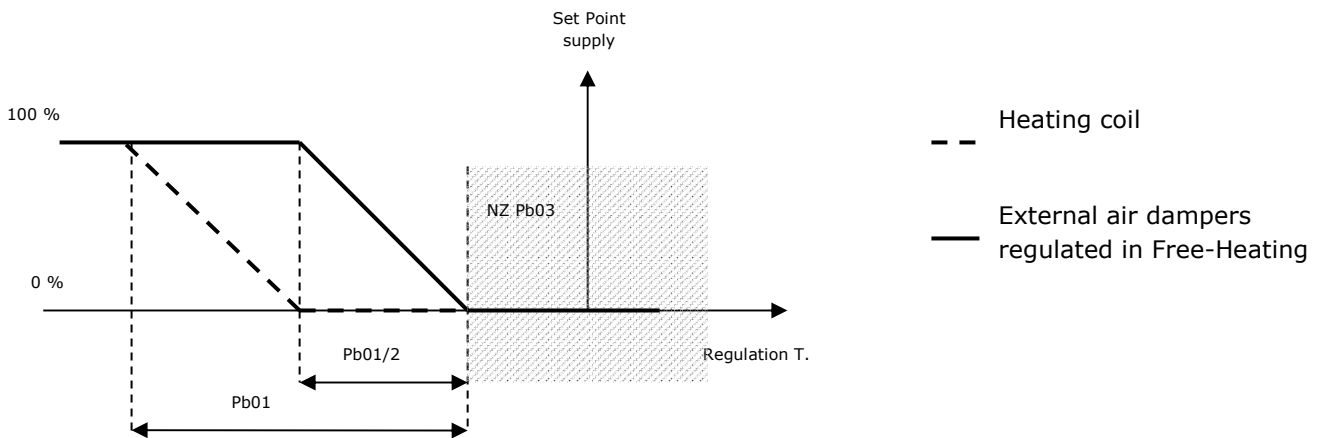 Set Point
supply
100 %
Heating coil
NZ Pb03
External air dampers
regulated in Free-Heating
0 %
Pb01/2
Regulation T.
Pb01